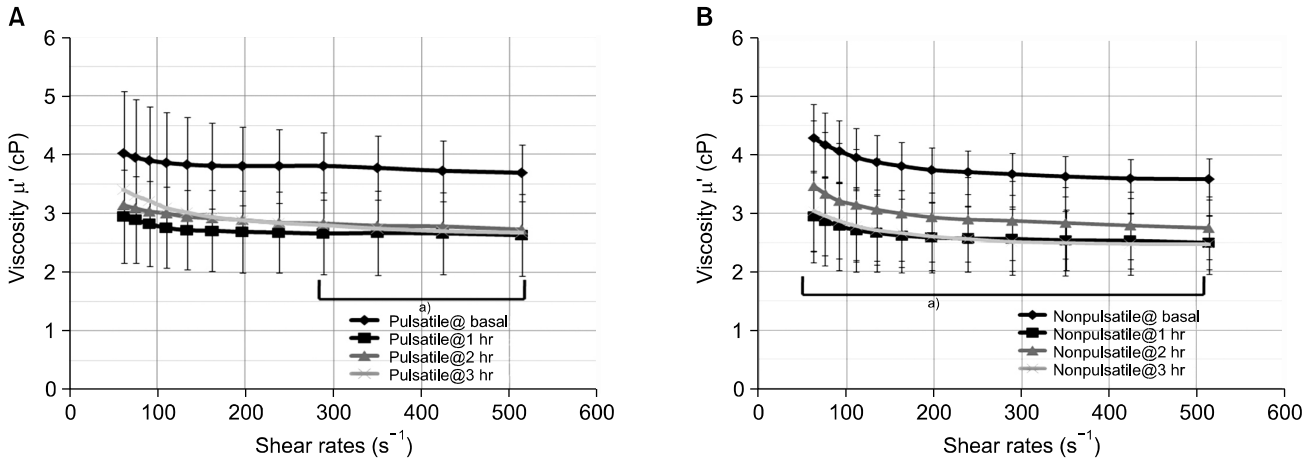 A
Viscosity µ' (cP)
6
5
4
3
2
1
0
0 100 200 300 400 500 600
Shear rates (s⁻¹)
a)
Pulsatile@ basal
Pulsatile@1 hr
Pulsatile@2 hr
Pulsatile@3 hr
B
Viscosity µ' (cP)
6
5
4
3
2
1
0
0 100 200 300 400 500 600
Shear rates (s⁻¹)
a)
Nonpulsatile@ basal
Nonpulsatile@1 hr
Nonpulsatile@2 hr
Nonpulsatile@3 hr